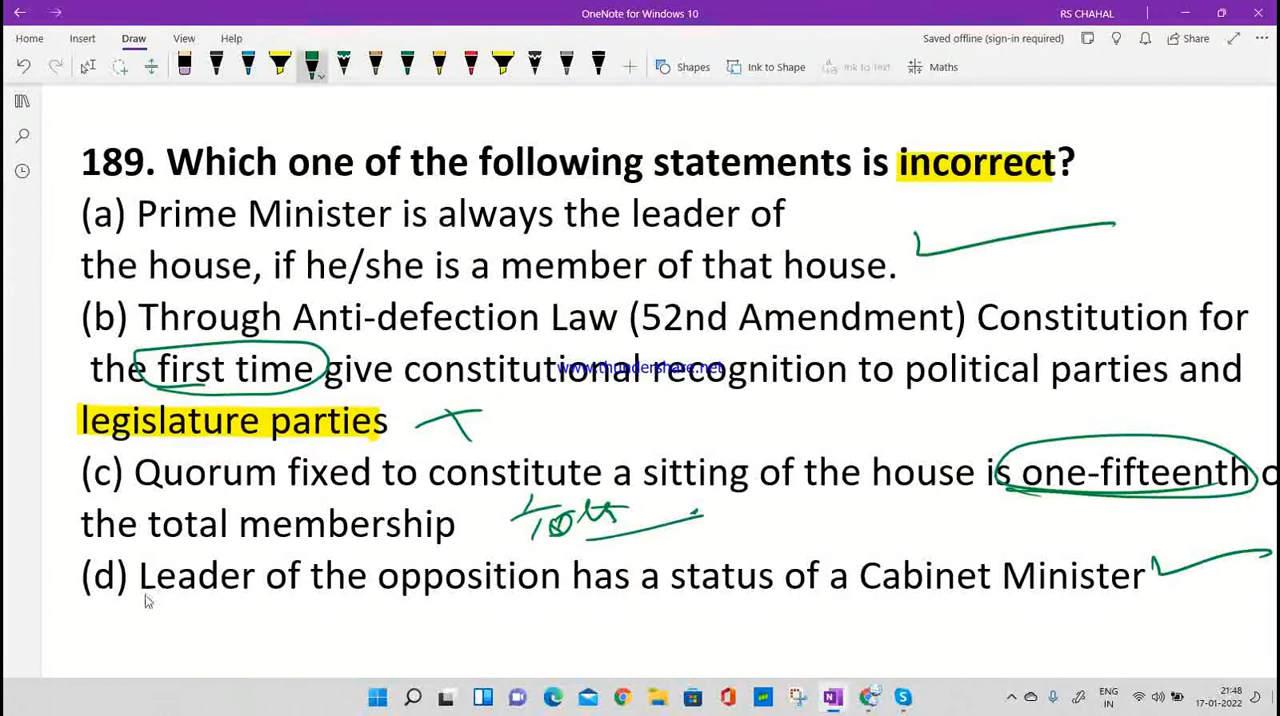 OneNote for Windows 10
RS CHAHAL
Home Insert Draw View Help
Saved offline (sign-in required)
Share
Shapes Ink to Shape Ink to Text Maths
189. Which one of the following statements is incorrect?
(a) Prime Minister is always the leader of
the house, if he/she is a member of that house.
(b) Through Anti-defection Law (52nd Amendment) Constitution for
the first time give constitutional recognition to political parties and
www.thundershare.net
legislature parties
(c) Quorum fixed to constitute a sitting of the house is one-fifteenth o
the total membership
1/10th
(d) Leader of the opposition has a status of a Cabinet Minister
ENG
IN
21:48
17-01-2022